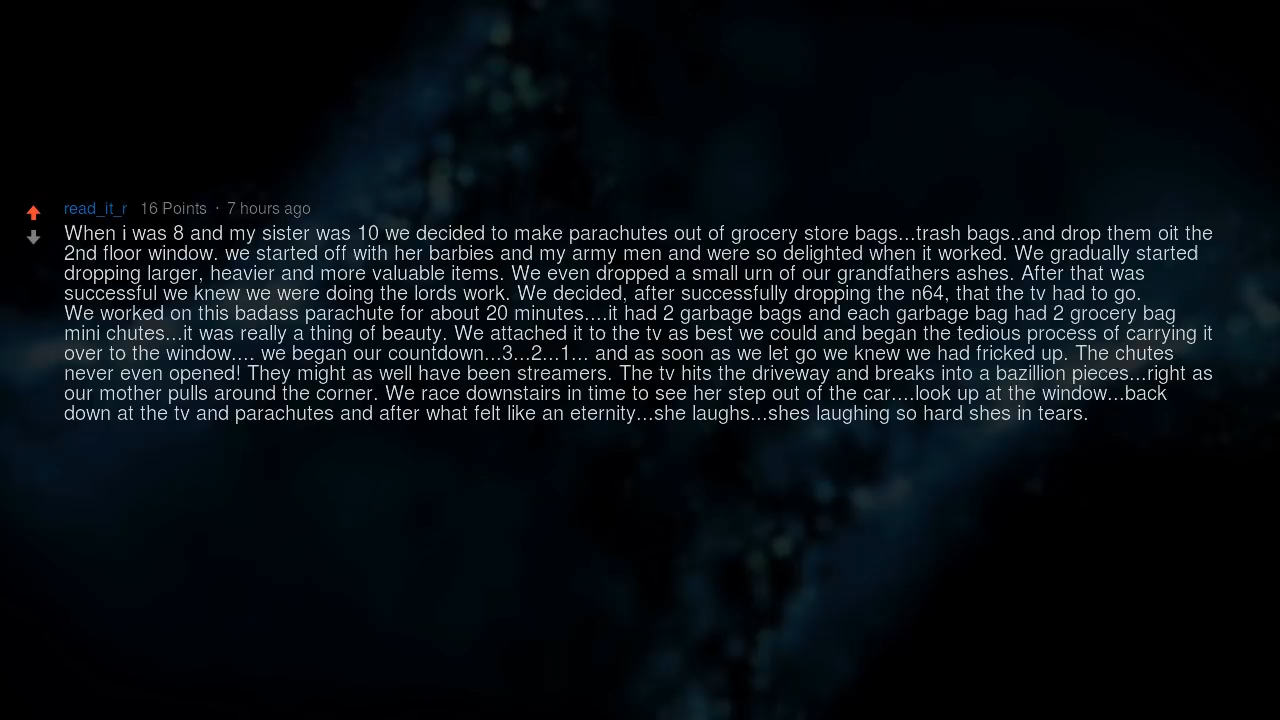 read_it_r 16 Points · 7 hours ago
When i was 8 and my sister was 10 we decided to make parachutes out of grocery store bags...trash bags..and drop them oit the
2nd floor window. we started off with her barbies and my army men and were so delighted when it worked. We gradually started
dropping larger, heavier and more valuable items. We even dropped a small urn of our grandfathers ashes. After that was
successful we knew we were doing the lords work. We decided, after successfully dropping the n64, that the tv had to go.
We worked on this badass parachute for about 20 minutes....it had 2 garbage bags and each garbage bag had 2 grocery bag
mini chutes...it was really a thing of beauty. We attached it to the tv as best we could and began the tedious process of carrying it
over to the window.... we began our countdown...3...2...1... and as soon as we let go we knew we had fricked up. The chutes
never even opened! They might as well have been streamers. The tv hits the driveway and breaks into a bazillion pieces...right as
our mother pulls around the corner. We race downstairs in time to see her step out of the car....look up at the window...back
down at the tv and parachutes and after what felt like an eternity...she laughs...shes laughing so hard shes in tears.